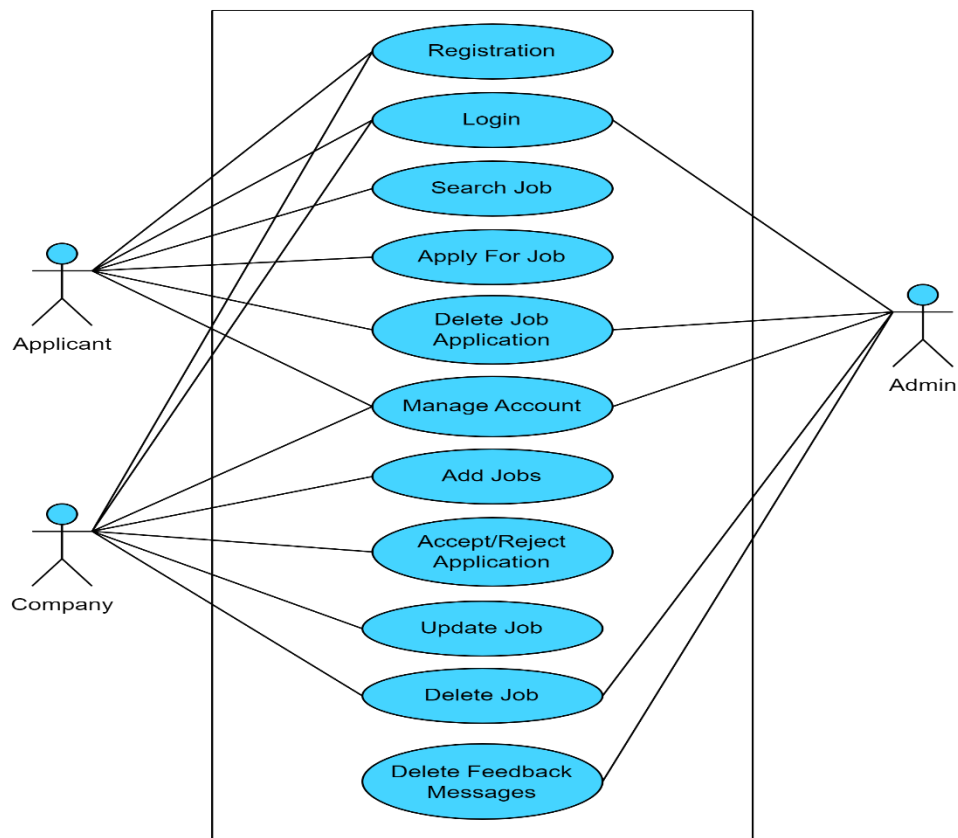 Registration
Login
Search Job
Apply For Job
Delete Job
Application
Manage Account
Add Jobs
Accept/Reject
Application
Update Job
Delete Job
Delete Feedback
Messages
Applicant
Company
Admin